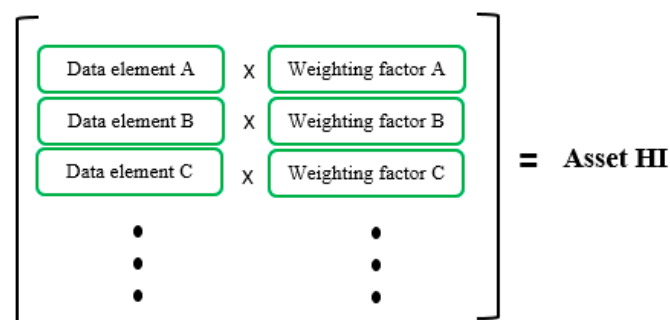 Data element A X Weighting factor A
Data element B X Weighting factor B
Data element C X Weighting factor C
= Asset HI